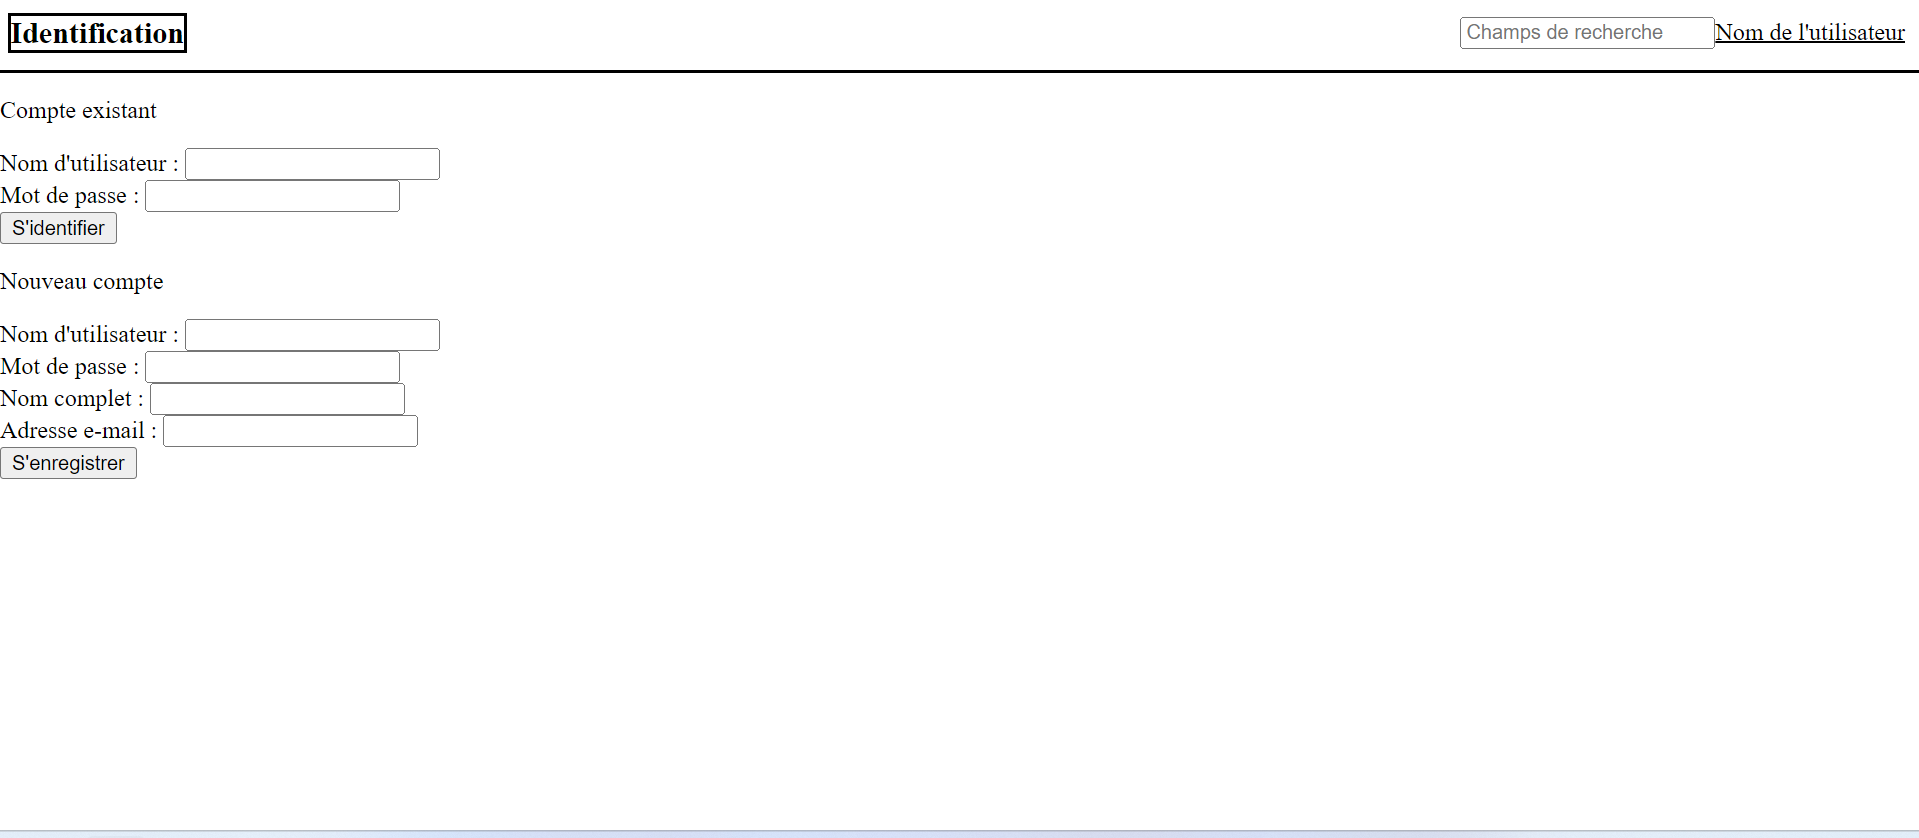 Identification
Champs de recherche Nom de l'utilisateur
Compte existant
Nom d'utilisateur :
Mot de passe :
S'identifier
Nouveau compte
Nom d'utilisateur :
Mot de passe :
Nom complet :
Adresse e-mail :
S'enregistrer